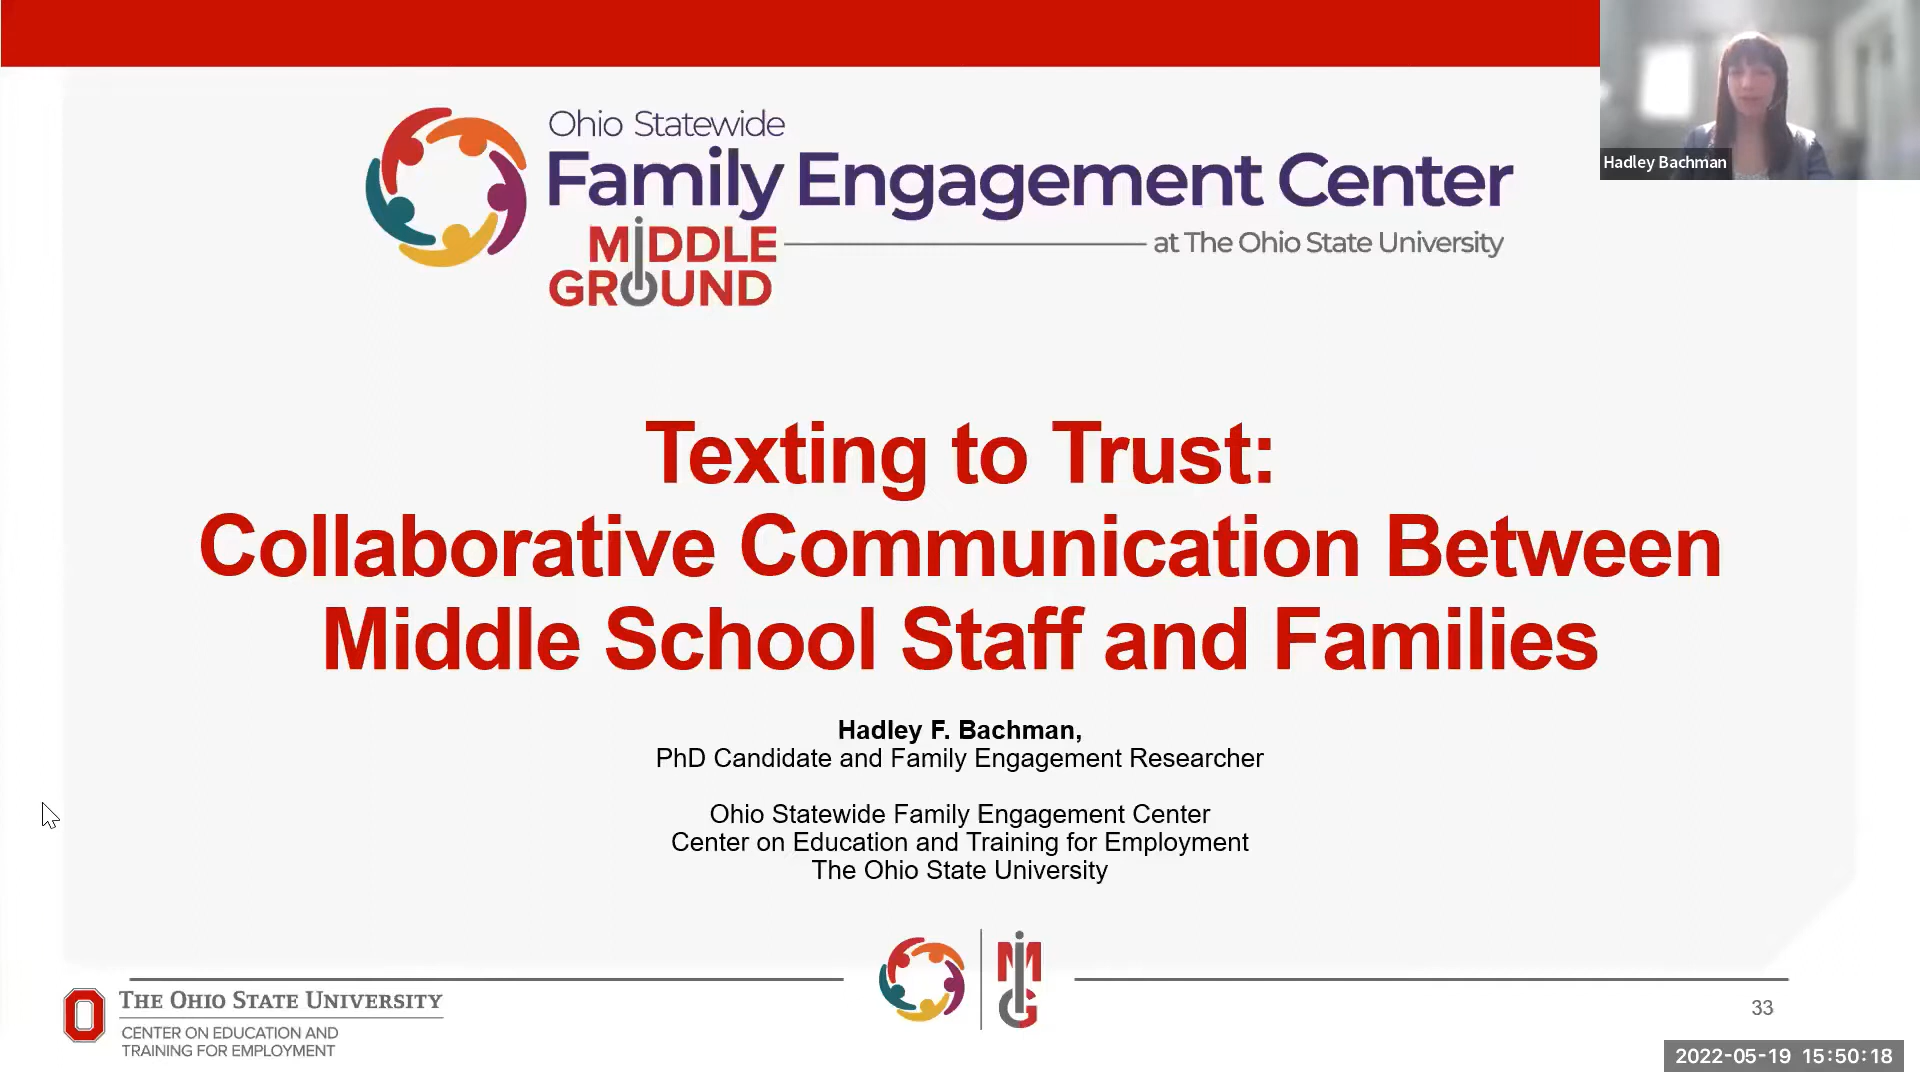 Ohio Statewide
Family Engagement Center
MIDDLE
GROUND
at The Ohio State University
Hadley Bachman
Texting to Trust:
Collaborative Communication Between
Middle School Staff and Families
Hadley F. Bachman,
PhD Candidate and Family Engagement Researcher
Ohio Statewide Family Engagement Center
Center on Education and Training for Employment
The Ohio State University
MG
THE OHIO STATE UNIVERSITY
CENTER ON EDUCATION AND
TRAINING FOR EMPLOYMENT
33
2022-05-19 15:50:18